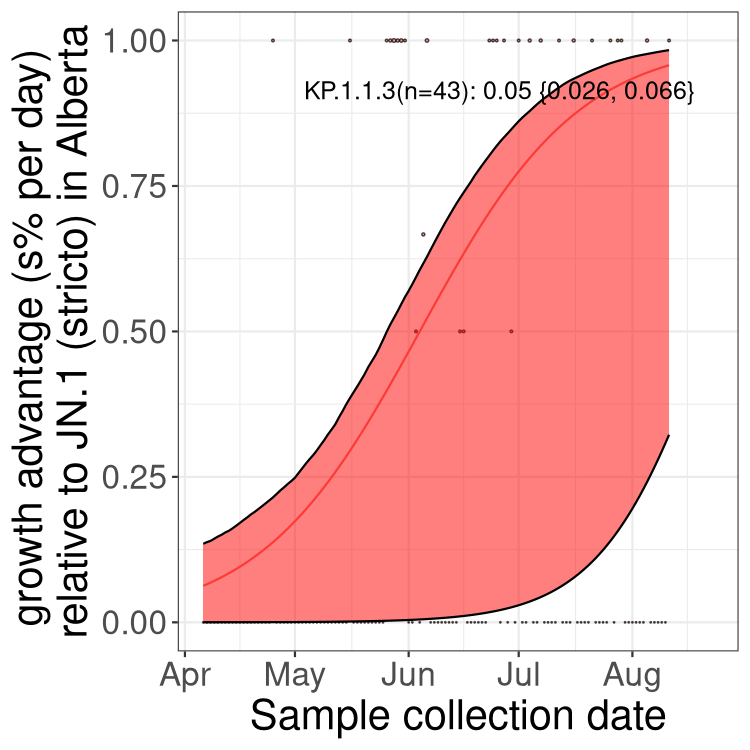 growth advantage (s% per day)
relative to JN.1 (stricto) in Alberta
1.00
0.75
0.50
0.25
0.00
KP.1.1.3(n=43): 0.05 {0.026, 0.066}
Apr May Jun Jul Aug
Sample collection date